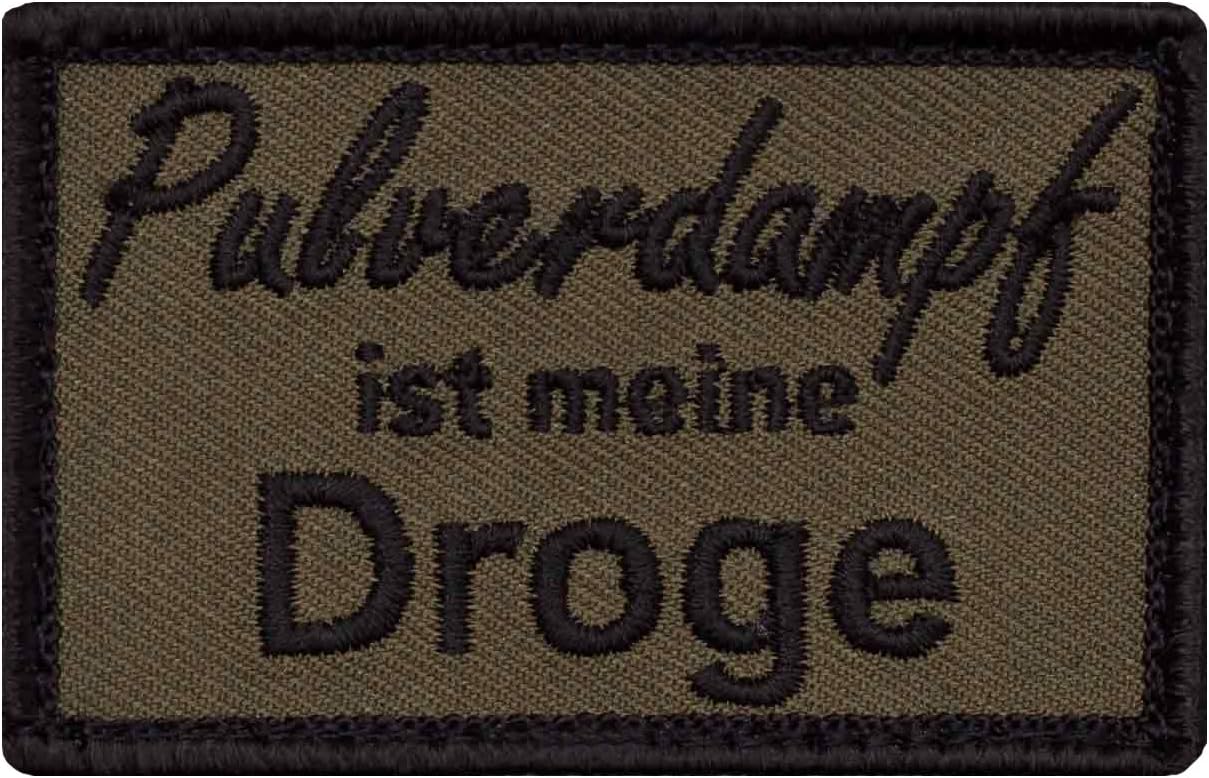 Pulverdampf
ist meine
Droge